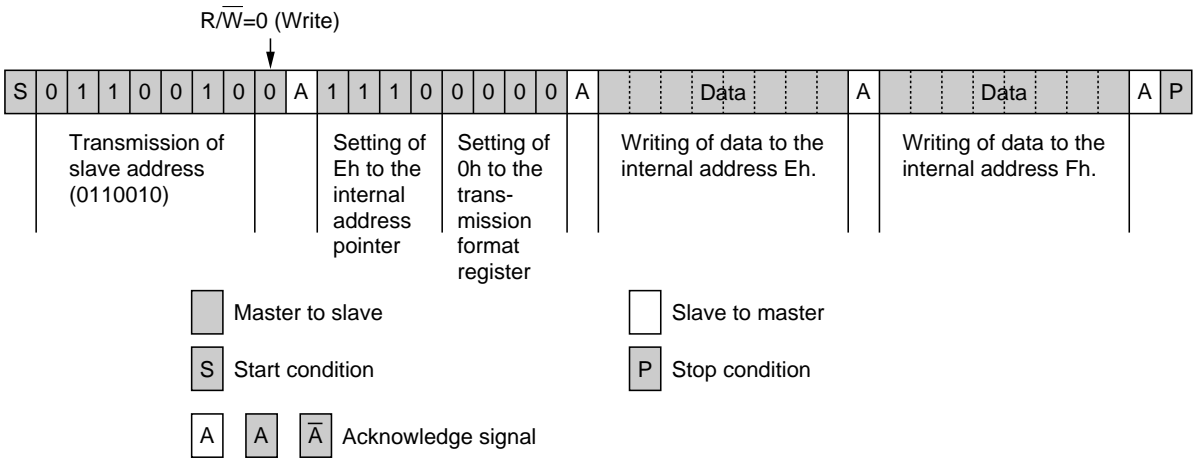 R/W̅=0 (Write)
S 0 1 1 0 0 1 0 0 A 1 1 1 0 0 0 0 0 A Data A Data A P
Transmission of
slave address
(0110010)
Setting of
Eh to the
internal
address
pointer
Setting of
0h to the
trans-
mission
format
register
Writing of data to the
internal address Eh.
Writing of data to the
internal address Fh.
Master to slave
Slave to master
S Start condition
P Stop condition
A A A̅ Acknowledge signal